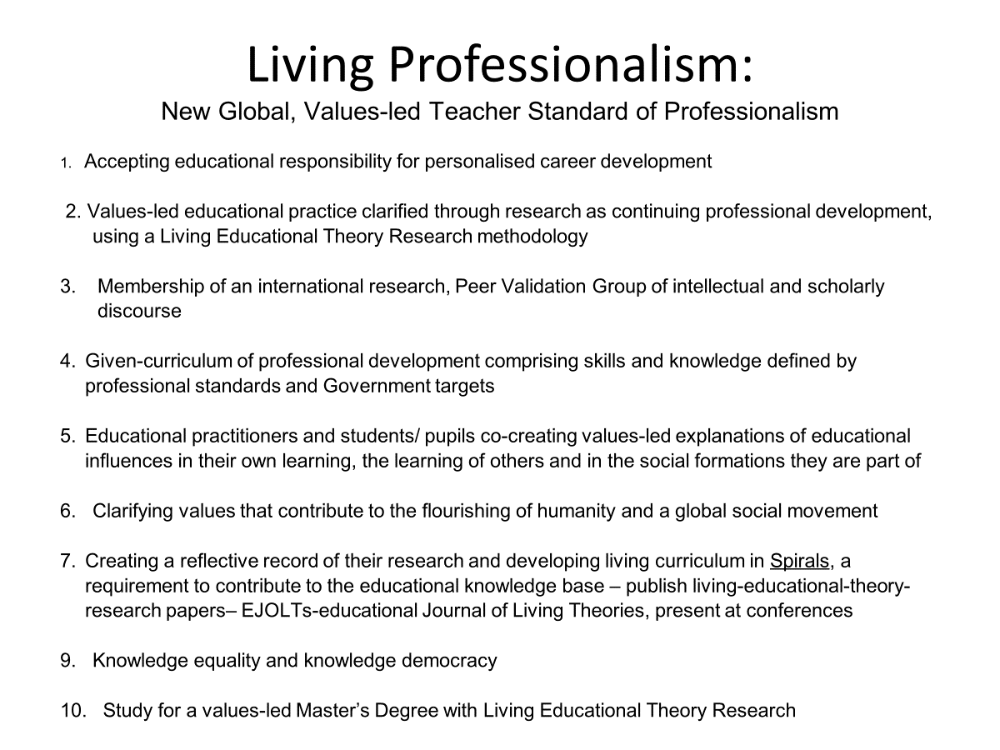 Living Professionalism:
New Global, Values-led Teacher Standard of Professionalism
1. Accepting educational responsibility for personalised career development
2. Values-led educational practice clarified through research as continuing professional development,
using a Living Educational Theory Research methodology
3. Membership of an international research, Peer Validation Group of intellectual and scholarly
discourse
4. Given-curriculum of professional development comprising skills and knowledge defined by
professional standards and Government targets
5. Educational practitioners and students/ pupils co-creating values-led explanations of educational
influences in their own learning, the learning of others and in the social formations they are part of
6. Clarifying values that contribute to the flourishing of humanity and a global social movement
7. Creating a reflective record of their research and developing living curriculum in Spirals, a
requirement to contribute to the educational knowledge base – publish living-educational-theory-
research papers– EJOLTs-educational Journal of Living Theories, present at conferences
9. Knowledge equality and knowledge democracy
10. Study for a values-led Master’s Degree with Living Educational Theory Research